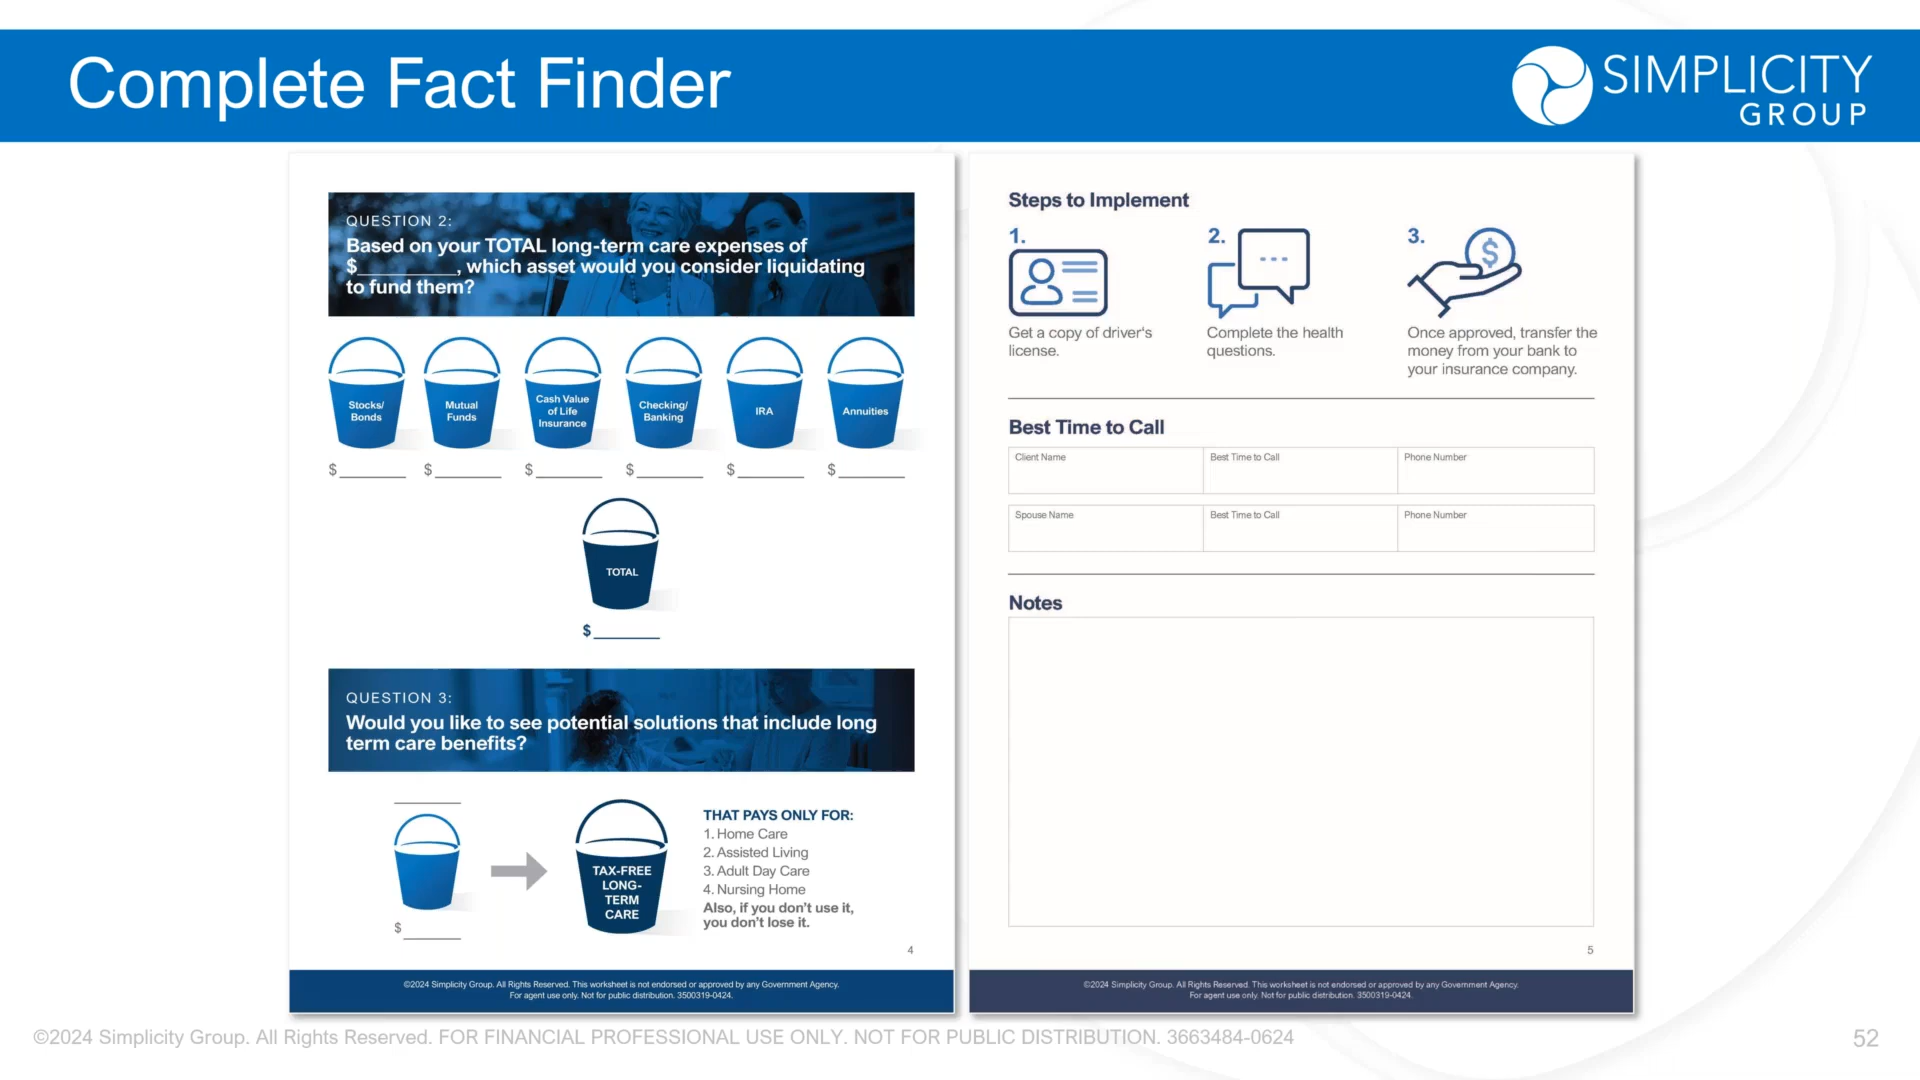 Complete Fact Finder
SIMPLICITY
GROUP
QUESTION 2:
Based on your TOTAL long-term care expenses of
$_________, which asset would you consider liquidating
to fund them?
Stocks/
Bonds
Mutual
Funds
Cash Value
of Life
Insurance
Checking/
Banking
IRA
Annuities
$________ $________ $________ $________ $________ $________
TOTAL
$________
QUESTION 3:
Would you like to see potential solutions that include long
term care benefits?
$________
TAX-FREE
LONG-
TERM
CARE
THAT PAYS ONLY FOR:
1. Home Care
2. Assisted Living
3. Adult Day Care
4. Nursing Home
Also, if you don’t use it,
you don’t lose it.
4
©2024 Simplicity Group. All Rights Reserved. This worksheet is not endorsed or approved by any Government Agency.
For agent use only. Not for public distribution. 3500319-0424.
Steps to Implement
1.
Get a copy of driver's
license.
2.
Complete the health
questions.
3.
$
Once approved, transfer the
money from your bank to
your insurance company.
Best Time to Call
Client Name
Best Time to Call
Phone Number
Spouse Name
Best Time to Call
Phone Number
Notes
5
©2024 Simplicity Group. All Rights Reserved. This worksheet is not endorsed or approved by any Government Agency.
For agent use only. Not for public distribution. 3500319-0424.
©2024 Simplicity Group. All Rights Reserved. FOR FINANCIAL PROFESSIONAL USE ONLY. NOT FOR PUBLIC DISTRIBUTION. 3663484-0624
52